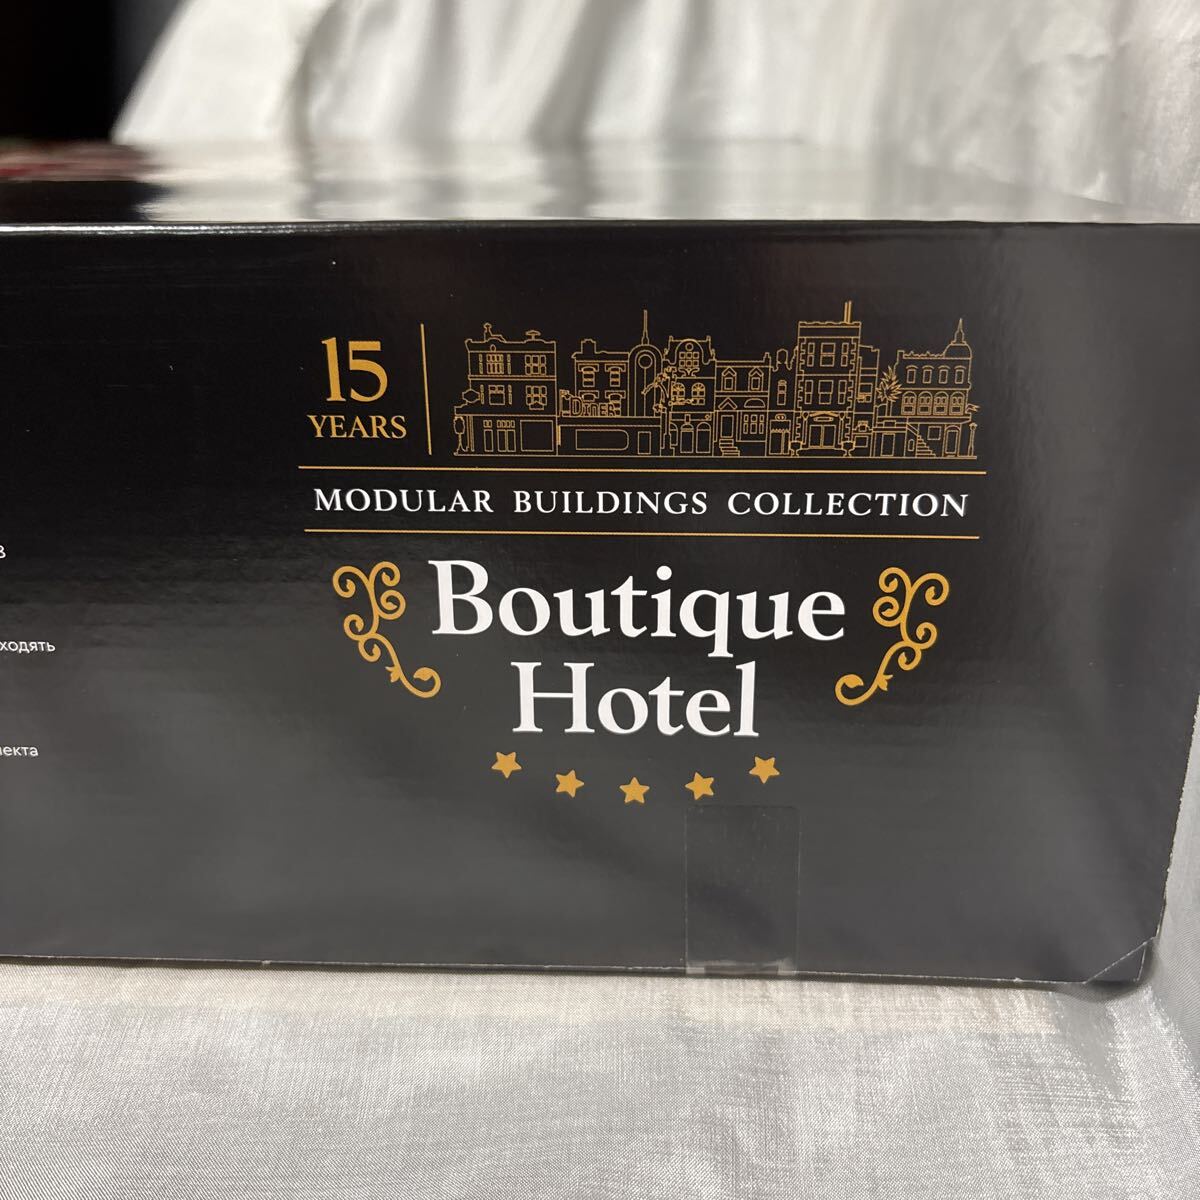 15
YEARS
DINER
MODULAR BUILDINGS COLLECTION
Boutique
Hotel